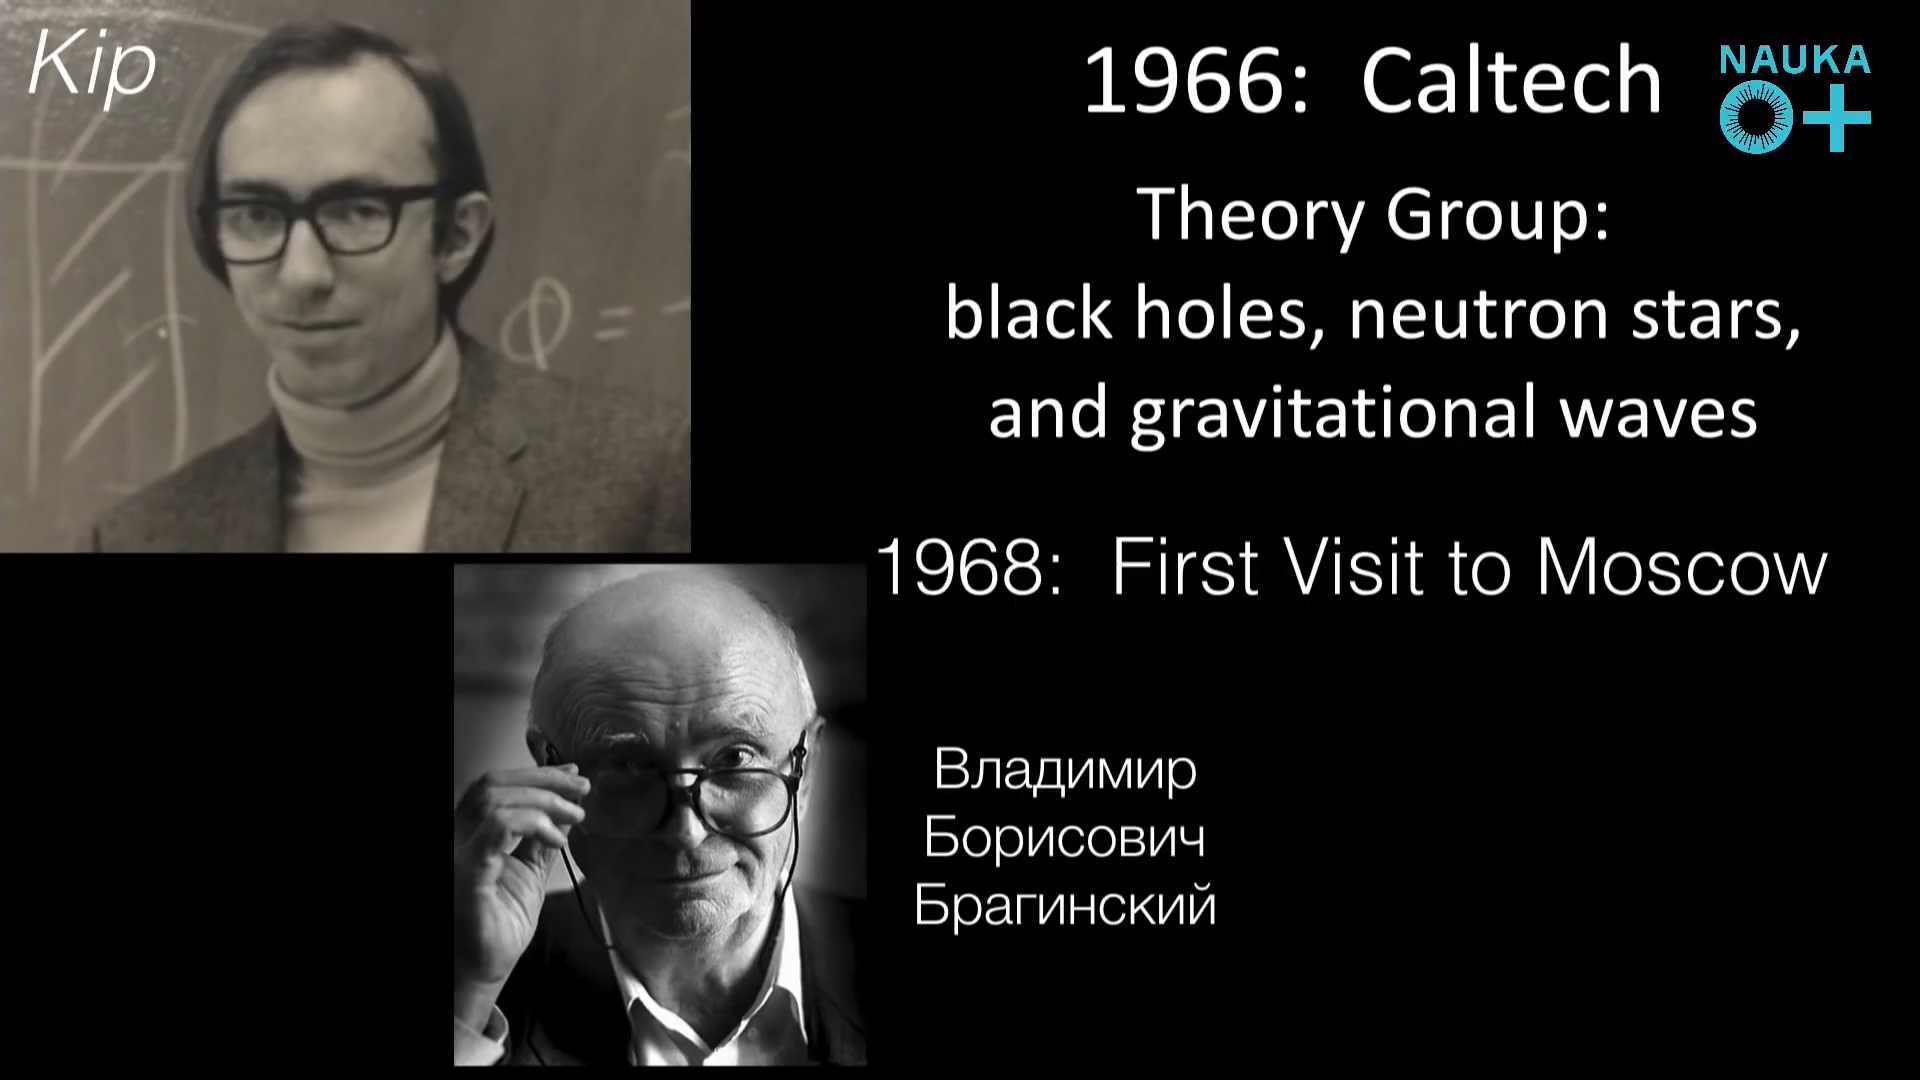 Kip
1966: Caltech
NAUKA
0+
Theory Group:
black holes, neutron stars,
and gravitational waves
φ =
1968: First Visit to Moscow
Владимир
Борисович
Брагинский